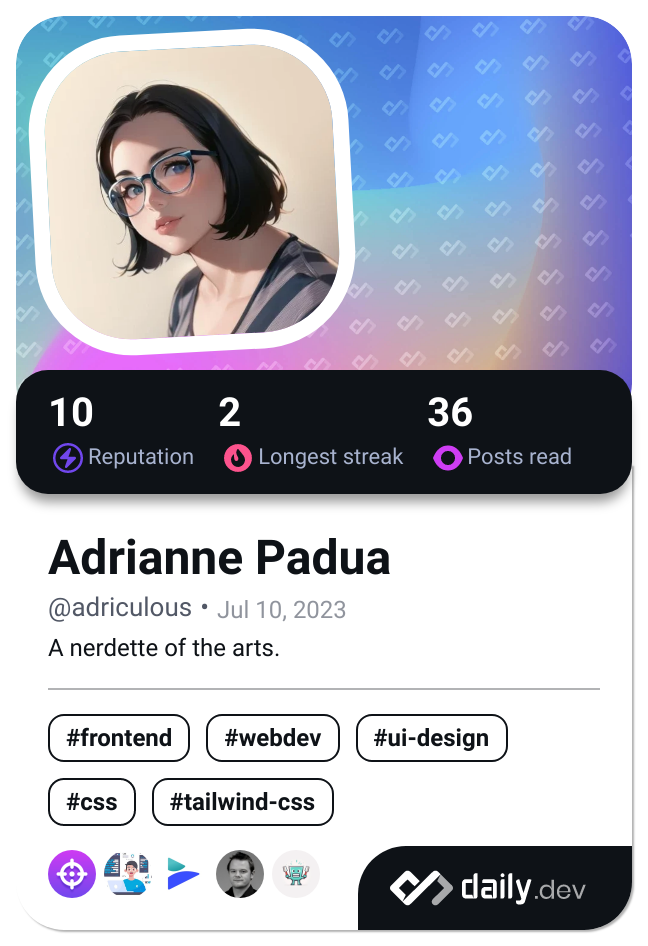 10 2 36
Reputation Longest streak Posts read
Adrianne Padua
@adriculous • Jul 10, 2023
A nerdette of the arts.
#frontend #webdev #ui-design
#css #tailwind-css
daily.dev